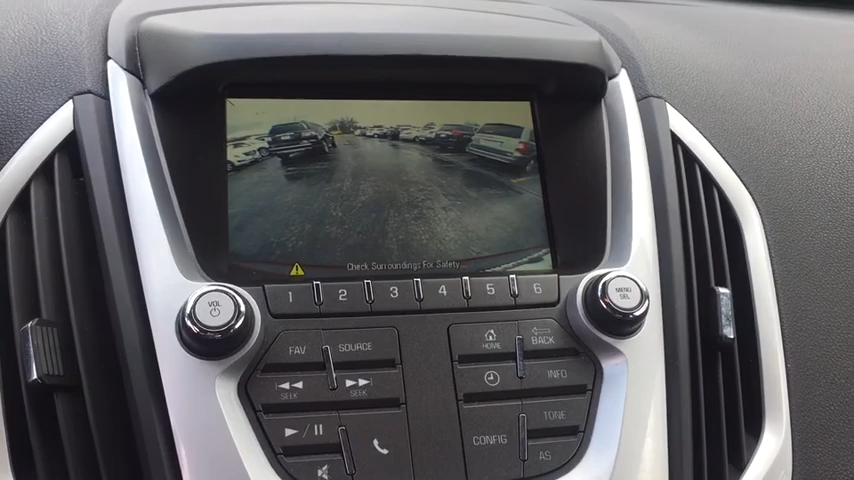 Check Surroundings For Safety
1 2 3 4 5 6
VOL
MENU
SEL
FAV SOURCE
HOME BACK
SEEK SEEK
INFO
TONE
CONFIG
AS